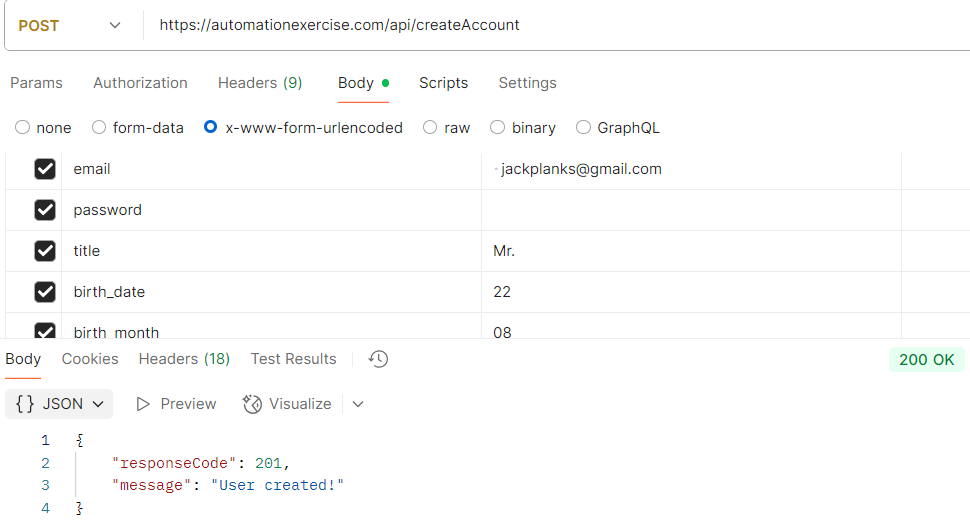 POST https://automationexercise.com/api/createAccount
Params Authorization Headers (9) Body Scripts Settings
none form-data x-www-form-urlencoded raw binary GraphQL
email jackplanks@gmail.com
password
title Mr.
birth_date 22
birth_month 08
Body Cookies Headers (18) Test Results 200 OK
{} JSON Preview Visualize
1 {
2 "responseCode": 201,
3 "message": "User created!"
4 }